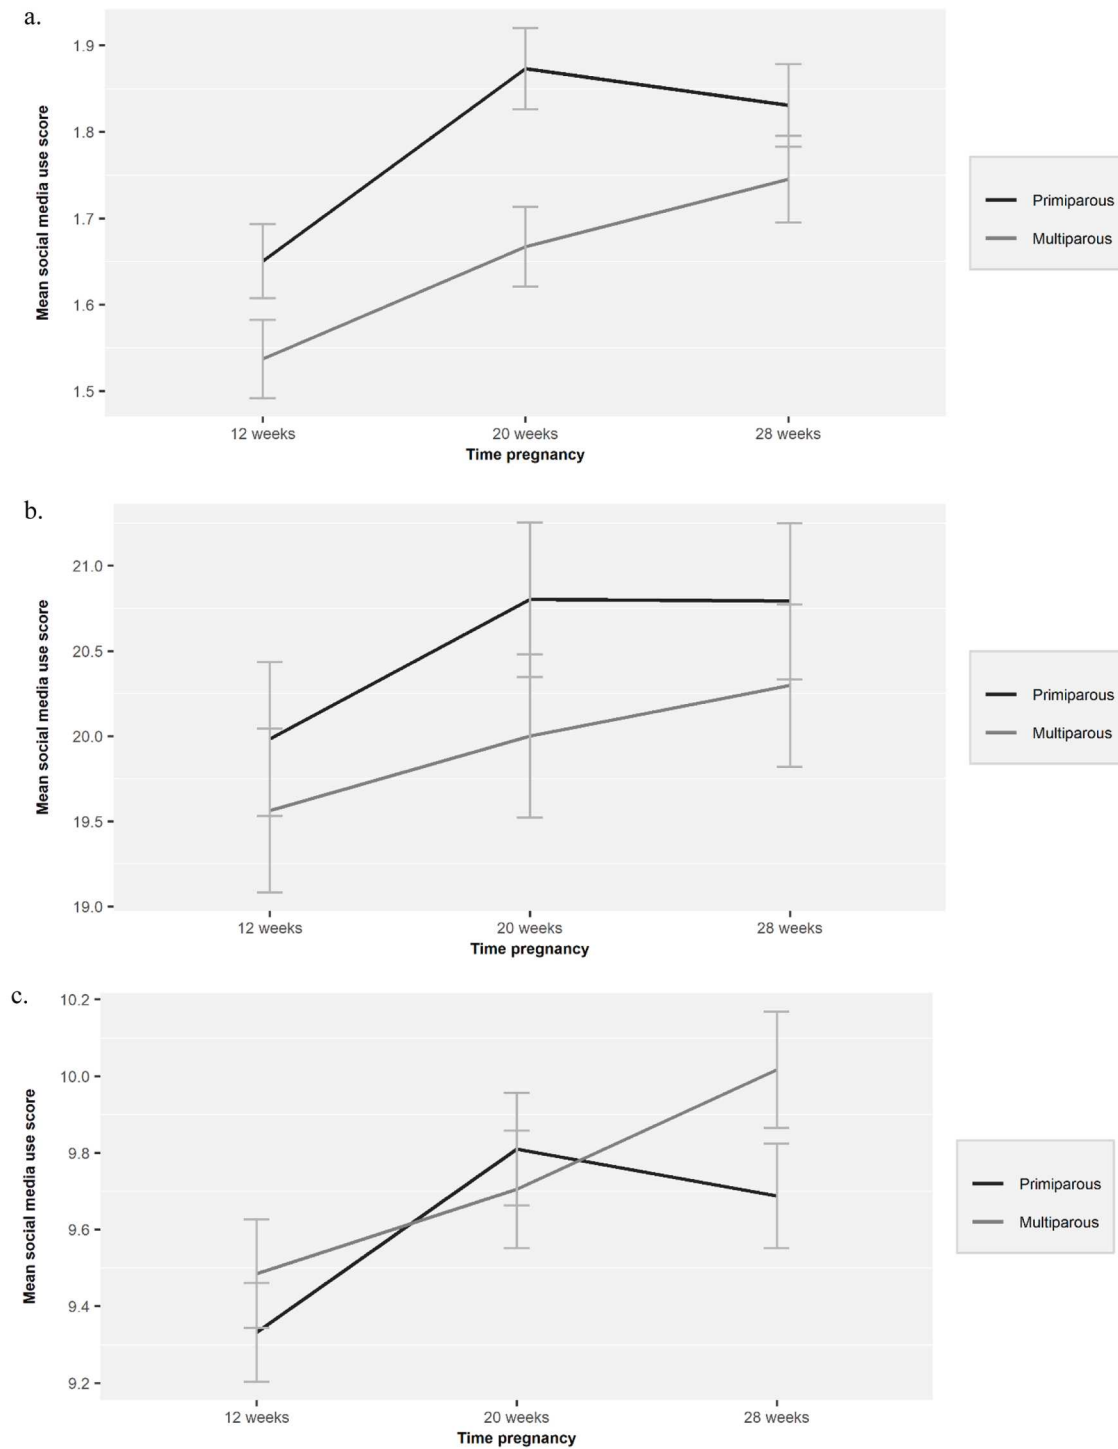 a.
Mean social media use score
1.9
1.8
1.7
1.6
1.5
12 weeks 20 weeks 28 weeks
Time pregnancy
Primiparous
Multiparous
b.
Mean social media use score
21.0
20.5
20.0
19.5
19.0
12 weeks 20 weeks 28 weeks
Time pregnancy
Primiparous
Multiparous
c.
Mean social media use score
10.2
10.0
9.8
9.6
9.4
9.2
12 weeks 20 weeks 28 weeks
Time pregnancy
Primiparous
Multiparous